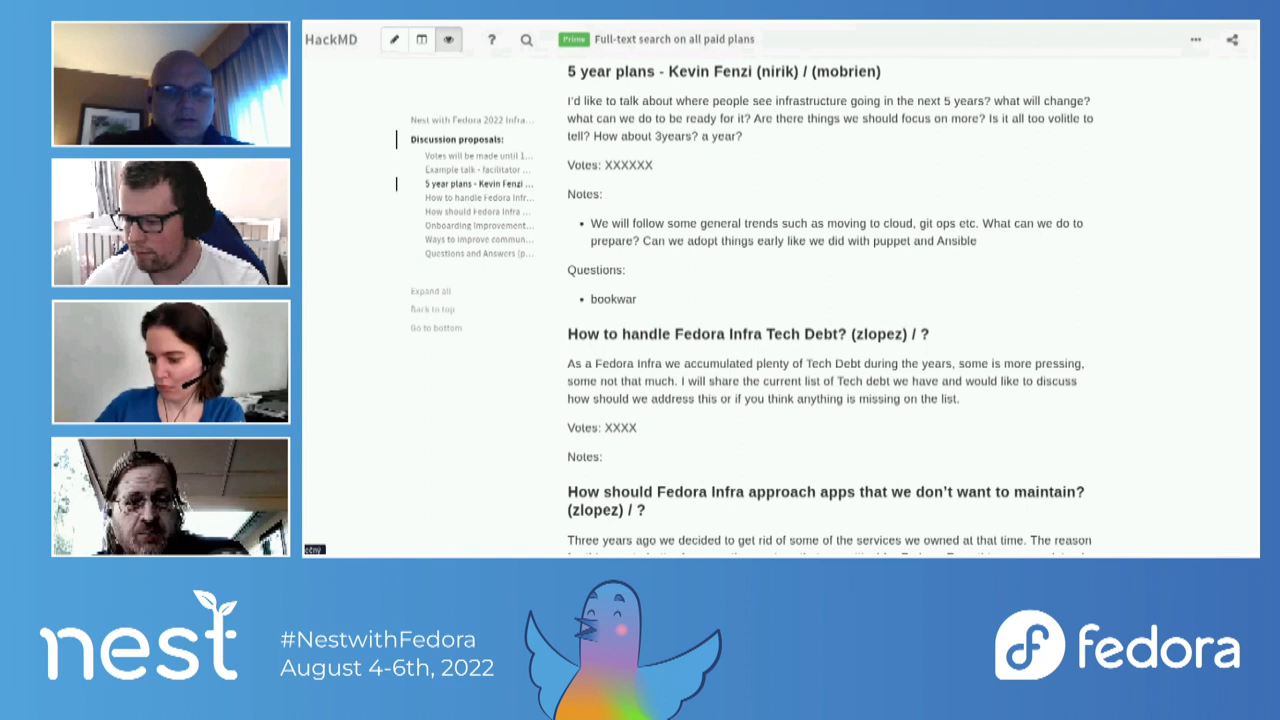 HackMD
Prime Full-text search on all paid plans
Nest with Fedora 2022 Infra...
Discussion proposals:
Votes will be made until 1...
Example talk - facilitator ...
5 year plans - Kevin Fenzi ...
How to handle Fedora Infr...
How should Fedora Infra ...
Onboarding Improvement...
Ways to improve commun...
Questions and Answers (p...
Expand all
Back to top
Go to bottom
5 year plans - Kevin Fenzi (nirik) / (mobrien)
I'd like to talk about where people see infrastructure going in the next 5 years? what will change?
what can we do to be ready for it? Are there things we should focus on more? Is it all too volitle to
tell? How about 3years? a year?
Votes: XXXXXX
Notes:
• We will follow some general trends such as moving to cloud, git ops etc. What can we do to
prepare? Can we adopt things early like we did with puppet and Ansible
Questions:
• bookwar
How to handle Fedora Infra Tech Debt? (zlopez) / ?
As a Fedora Infra we accumulated plenty of Tech Debt during the years, some is more pressing,
some not that much. I will share the current list of Tech debt we have and would like to discuss
how should we address this or if you think anything is missing on the list.
Votes: XXXX
Notes:
How should Fedora Infra approach apps that we don't want to maintain?
(zlopez) / ?
Three years ago we decided to get rid of some of the services we owned at that time. The reason
nest
#NestwithFedora
August 4-6th, 2022
fedora